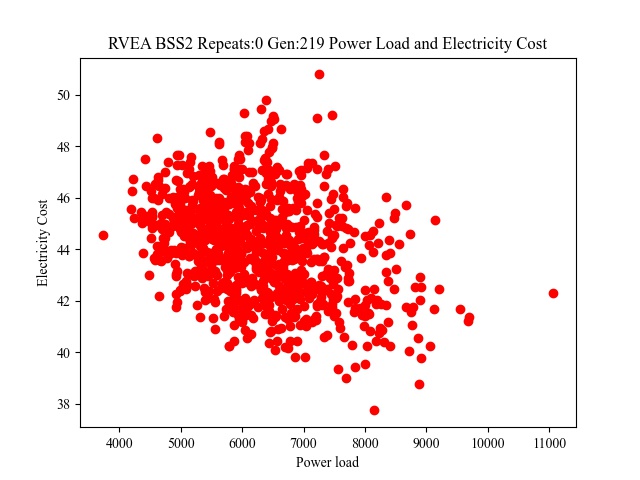 RVEA BSS2 Repeats:0 Gen:219 Power Load and Electricity Cost
50
48
46
44
42
40
38
Electricity Cost
4000 5000 6000 7000 8000 9000 10000 11000
Power load